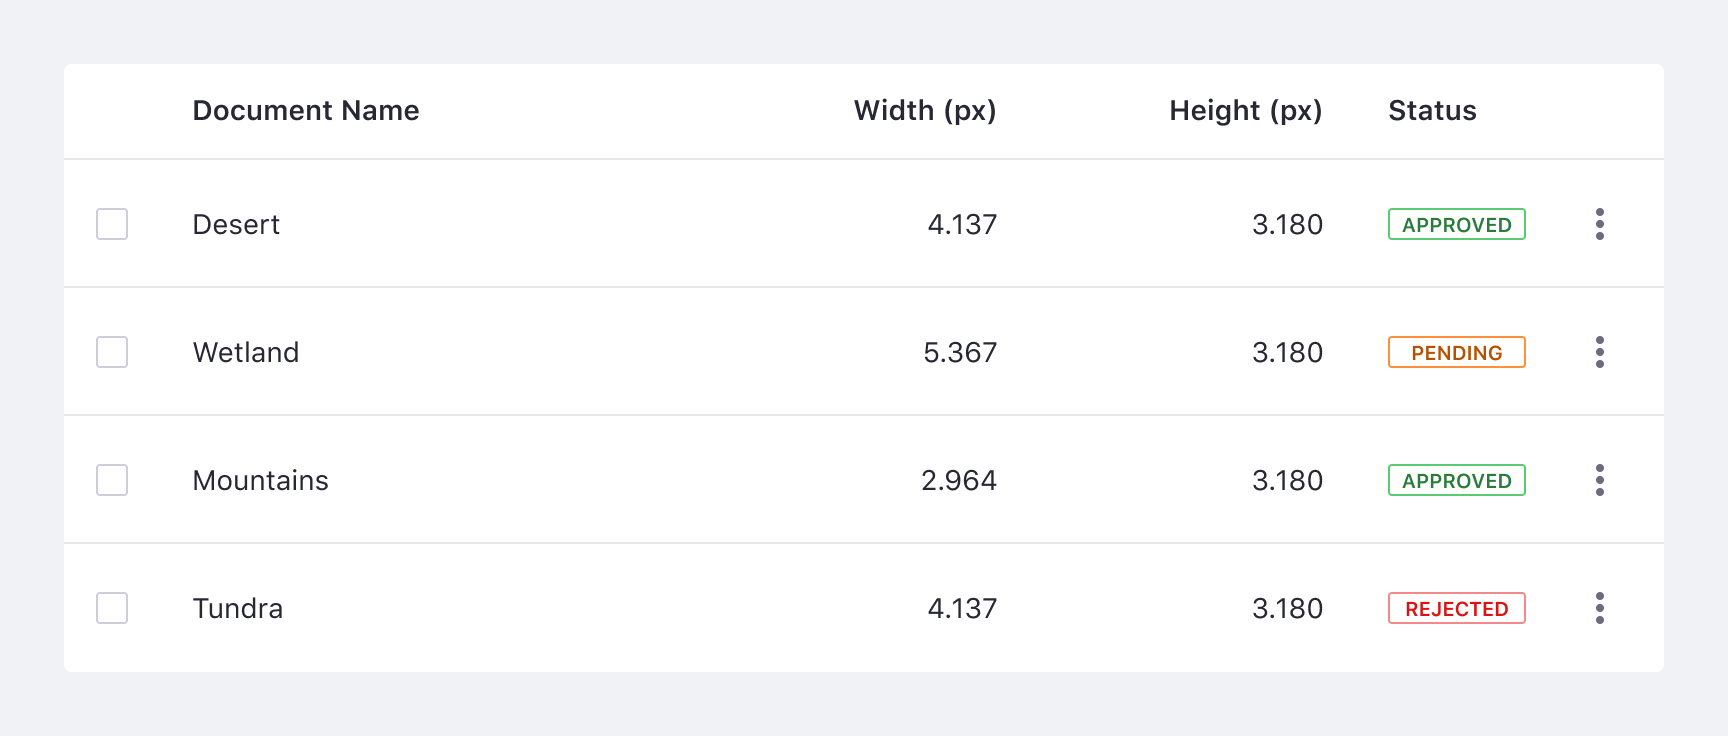 Document Name Width (px) Height (px) Status
Desert 4.137 3.180 APPROVED
Wetland 5.367 3.180 PENDING
Mountains 2.964 3.180 APPROVED
Tundra 4.137 3.180 REJECTED